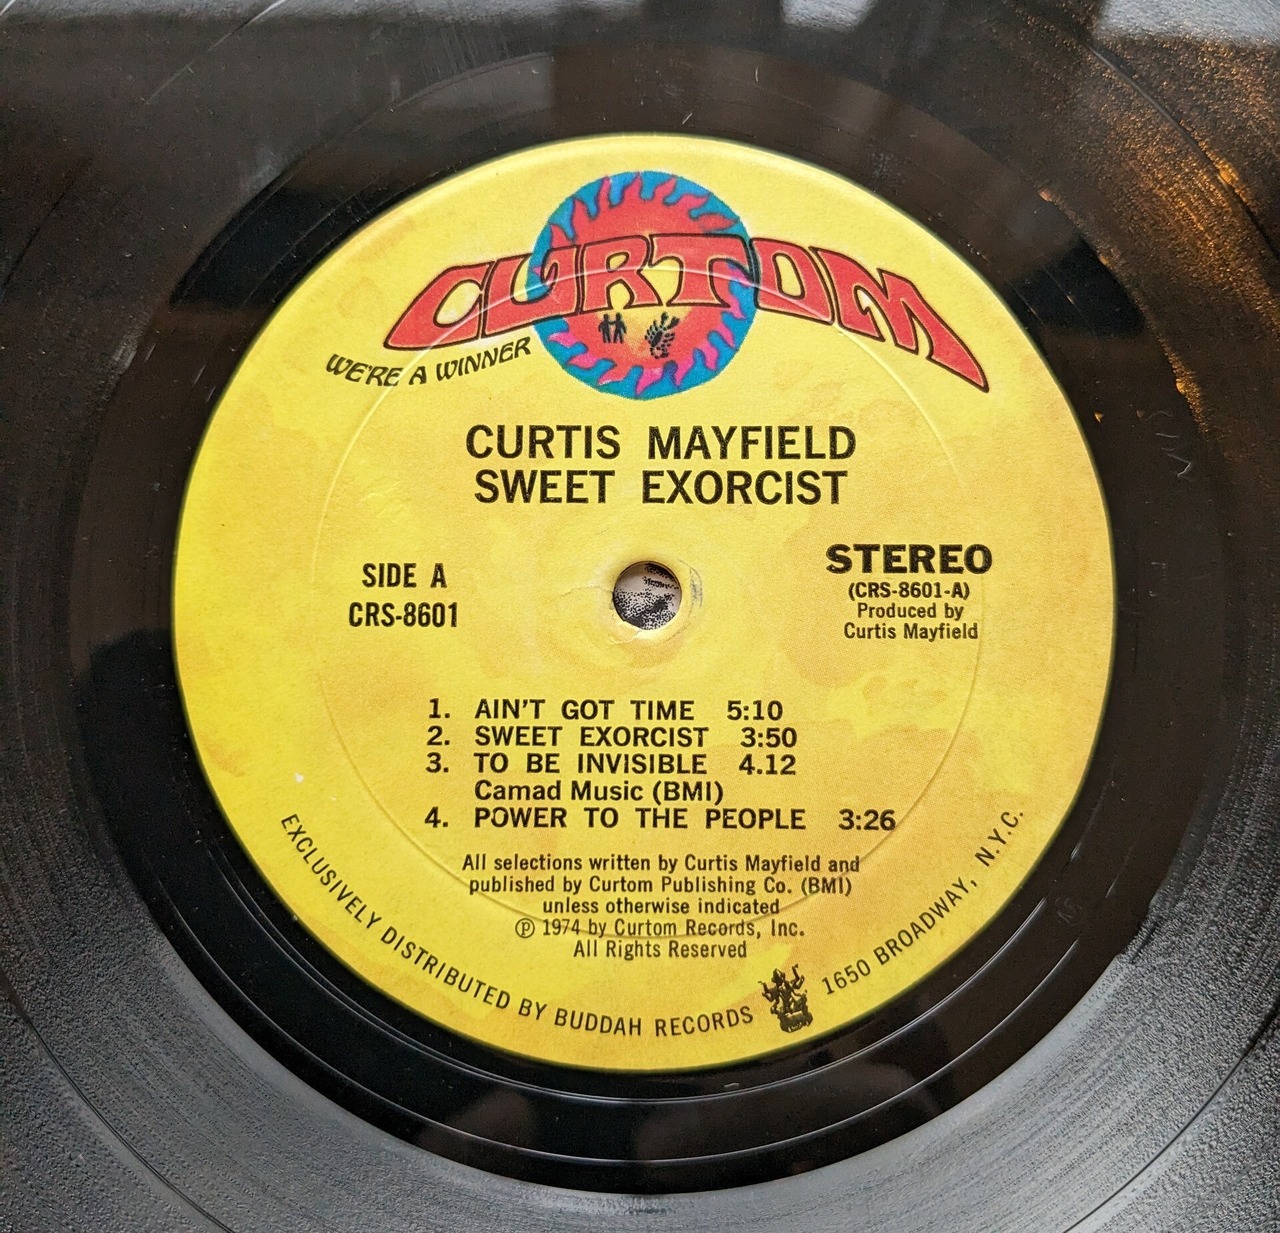 CURTOM
WE'RE A WINNER
CURTIS MAYFIELD
SWEET EXORCIST
SIDE A
CRS-8601
STEREO
(CRS-8601-A)
Produced by
Curtis Mayfield
1. AIN'T GOT TIME 5:10
2. SWEET EXORCIST 3:50
3. TO BE INVISIBLE 4.12
Camad Music (BMI)
4. POWER TO THE PEOPLE 3:26
All selections written by Curtis Mayfield and
published by Curtom Publishing Co. (BMI)
unless otherwise indicated
℗ 1974 by Curtom Records, Inc.
All Rights Reserved
EXCLUSIVELY DISTRIBUTED BY BUDDAH RECORDS 1650 BROADWAY, N.Y.C.